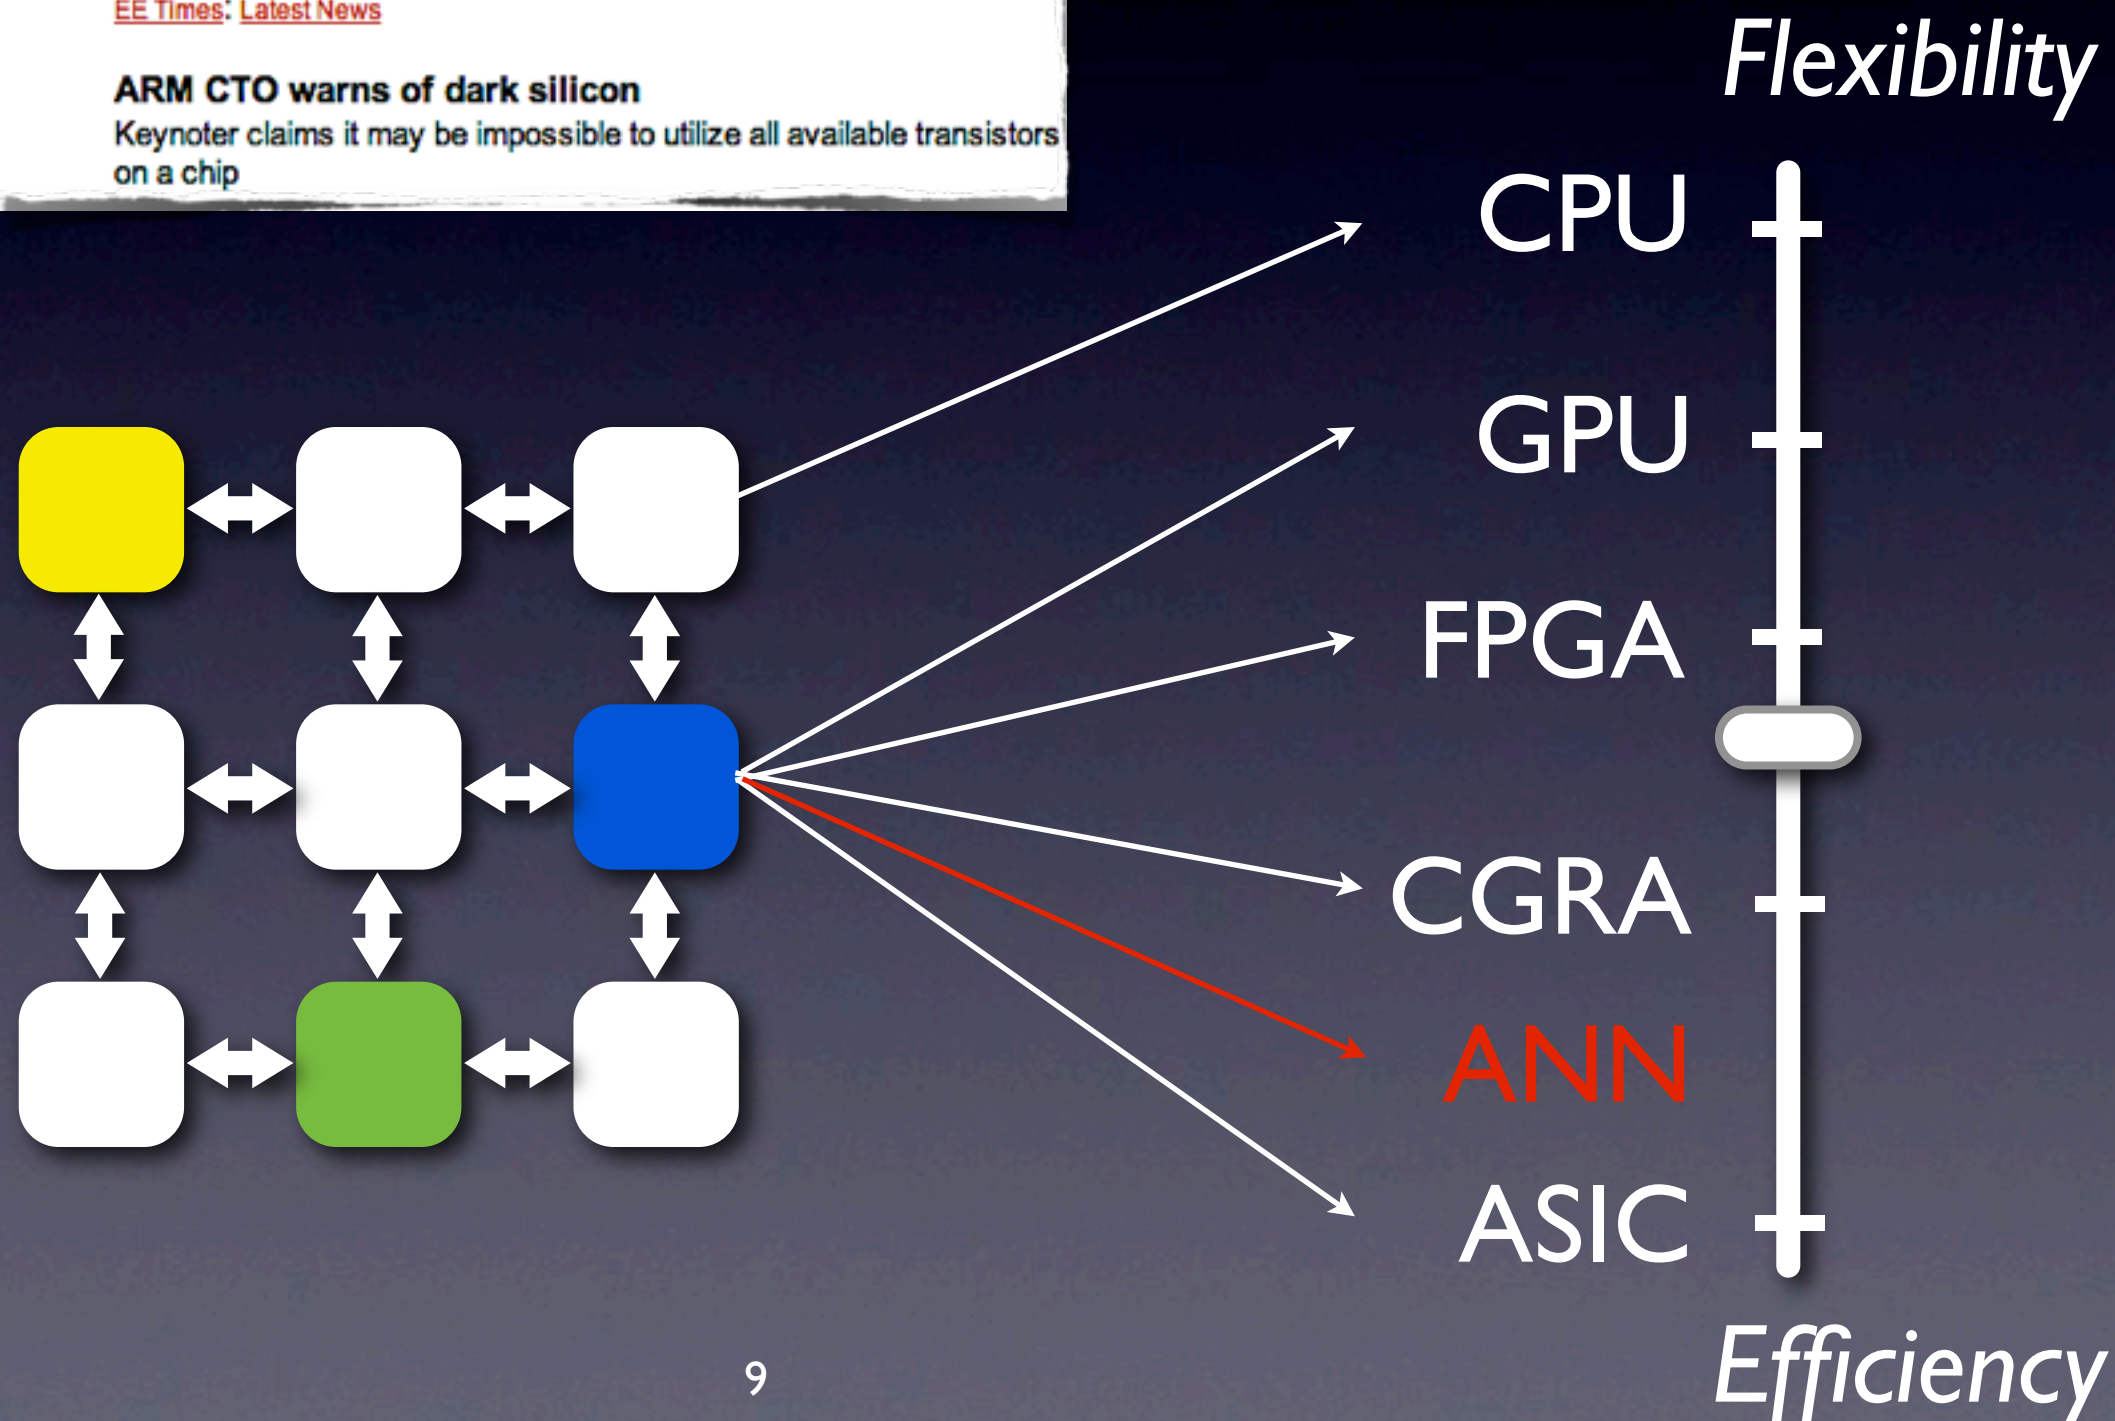 EE Times: Latest News
ARM CTO warns of dark silicon
Keynoter claims it may be impossible to utilize all available transistors
on a chip
Flexibility
CPU
GPU
FPGA
CGRA
ANN
ASIC
Efficiency
9